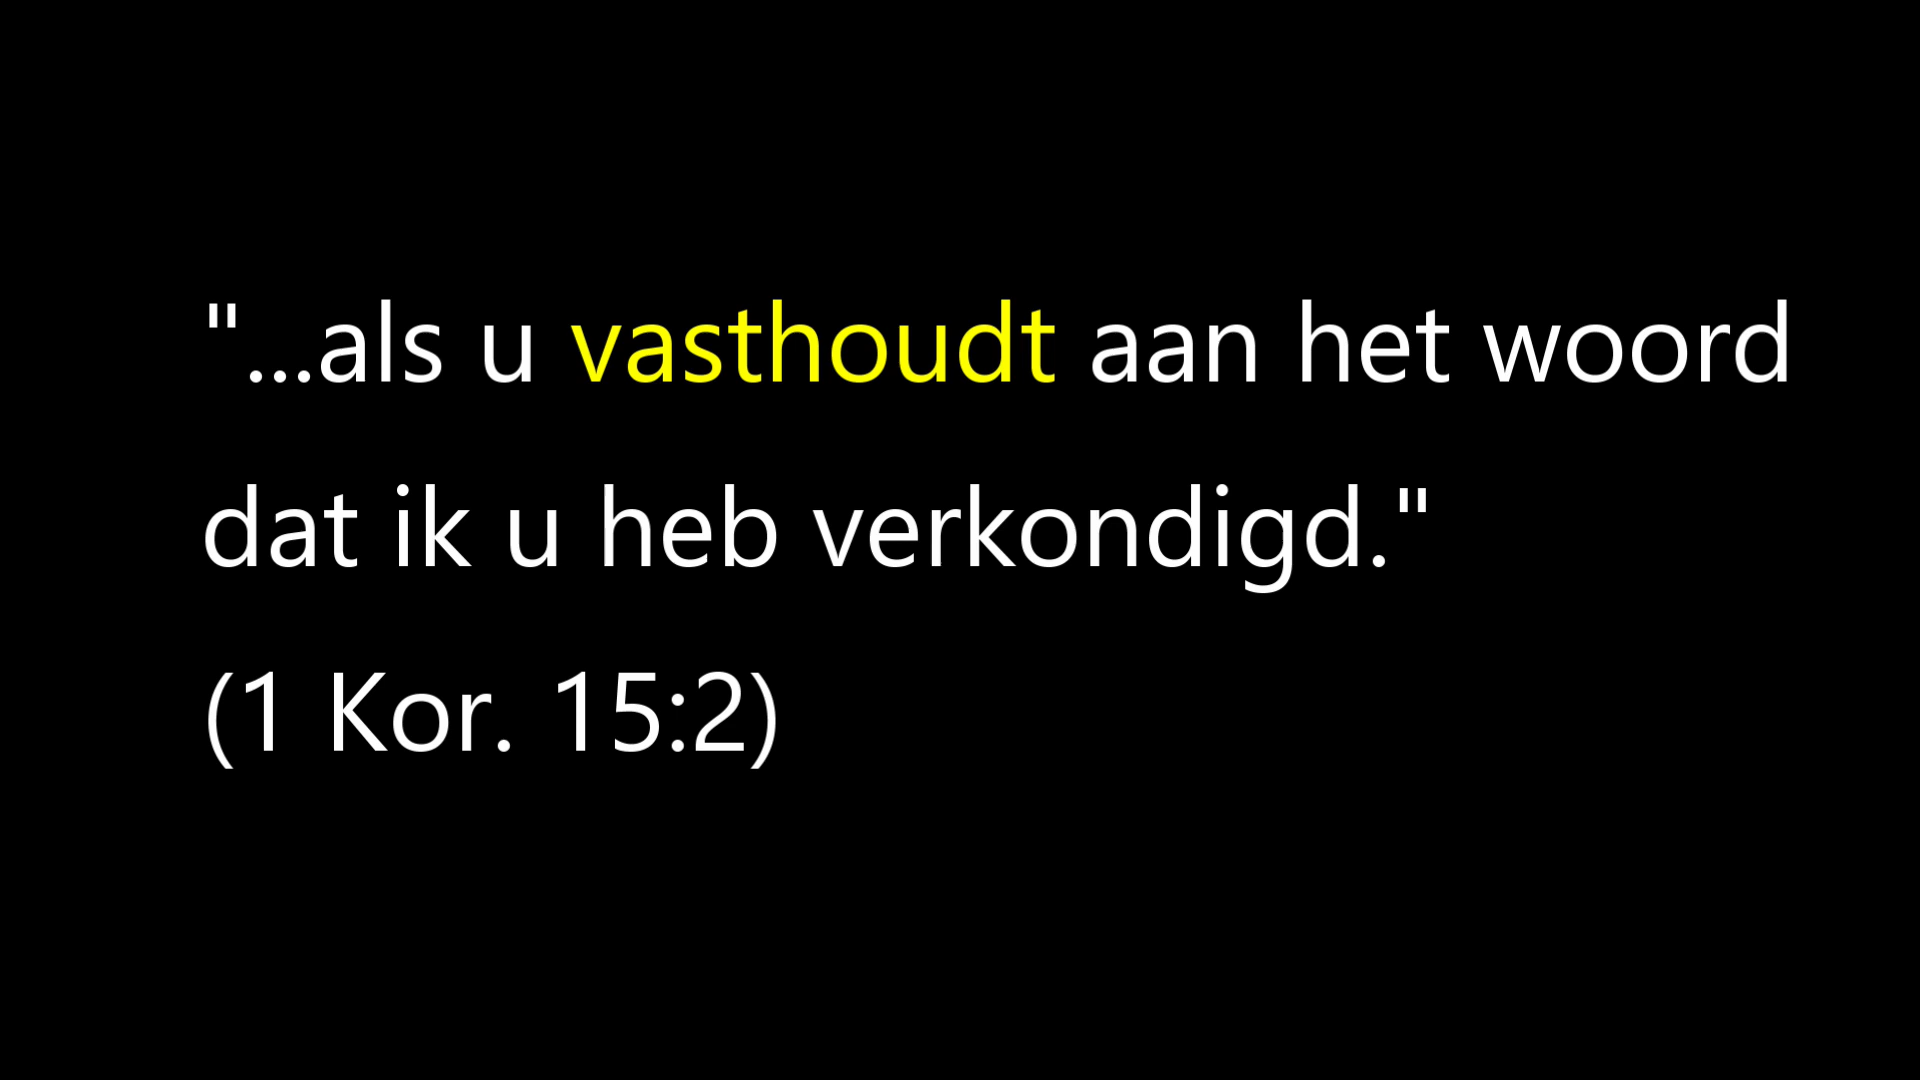 "...als u vasthoudt aan het woord
dat ik u heb verkondigd."
(1 Kor. 15:2)